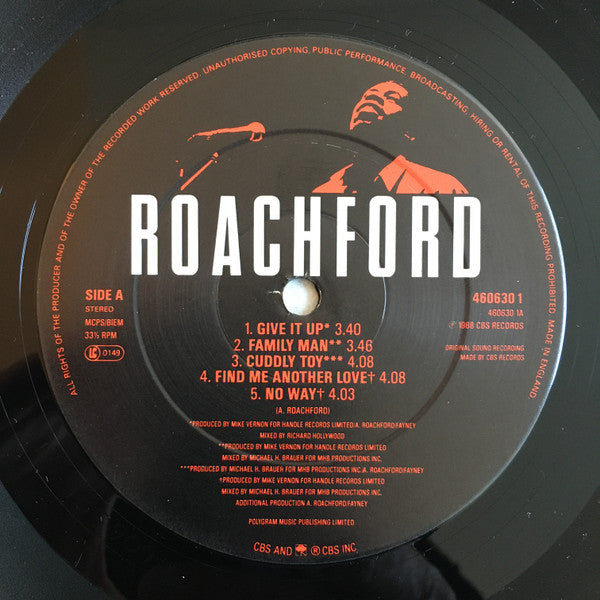 ALL RIGHTS OF THE PRODUCER AND OF THE OWNER OF THE RECORDED WORK RESERVED. UNAUTHORISED COPYING, PUBLIC PERFORMANCE, BROADCASTING, HIRING OR RENTAL OF THIS RECORDING PROHIBITED. MADE IN ENGLAND
ROACHFORD
SIDE A
STEREO
MCPS/BIEM
33⅓ RPM
LC 0149
460630 1
460630 1A
℗ 1988 CBS RECORDS
ORIGINAL SOUND RECORDING
MADE BY CBS RECORDS
1. GIVE IT UP* 3.40
2. FAMILY MAN** 3.46
3. CUDDLY TOY*** 4.08
4. FIND ME ANOTHER LOVE† 4.08
5. NO WAY† 4.03
(A. ROACHFORD)
*PRODUCED BY MIKE VERNON FOR HANDLE RECORDS LIMITED/A. ROACHFORD/FAYNEY
MIXED BY RICHARD HOLLYWOOD
**PRODUCED BY MIKE VERNON FOR HANDLE RECORDS LIMITED
MIXED BY MICHAEL H. BRAUER FOR MHB PRODUCTIONS INC.
***PRODUCED BY MICHAEL H. BRAUER FOR MHB PRODUCTIONS INC.A. ROACHFORD/FAYNEY
†PRODUCED BY MIKE VERNON FOR HANDLE RECORDS LIMITED
MIXED BY MICHAEL H. BRAUER FOR MHB PRODUCTIONS INC.
ADDITIONAL PRODUCTION A. ROACHFORD/FAYNEY
POLYGRAM MUSIC PUBLISHING LIMITED
CBS AND ® CBS INC.